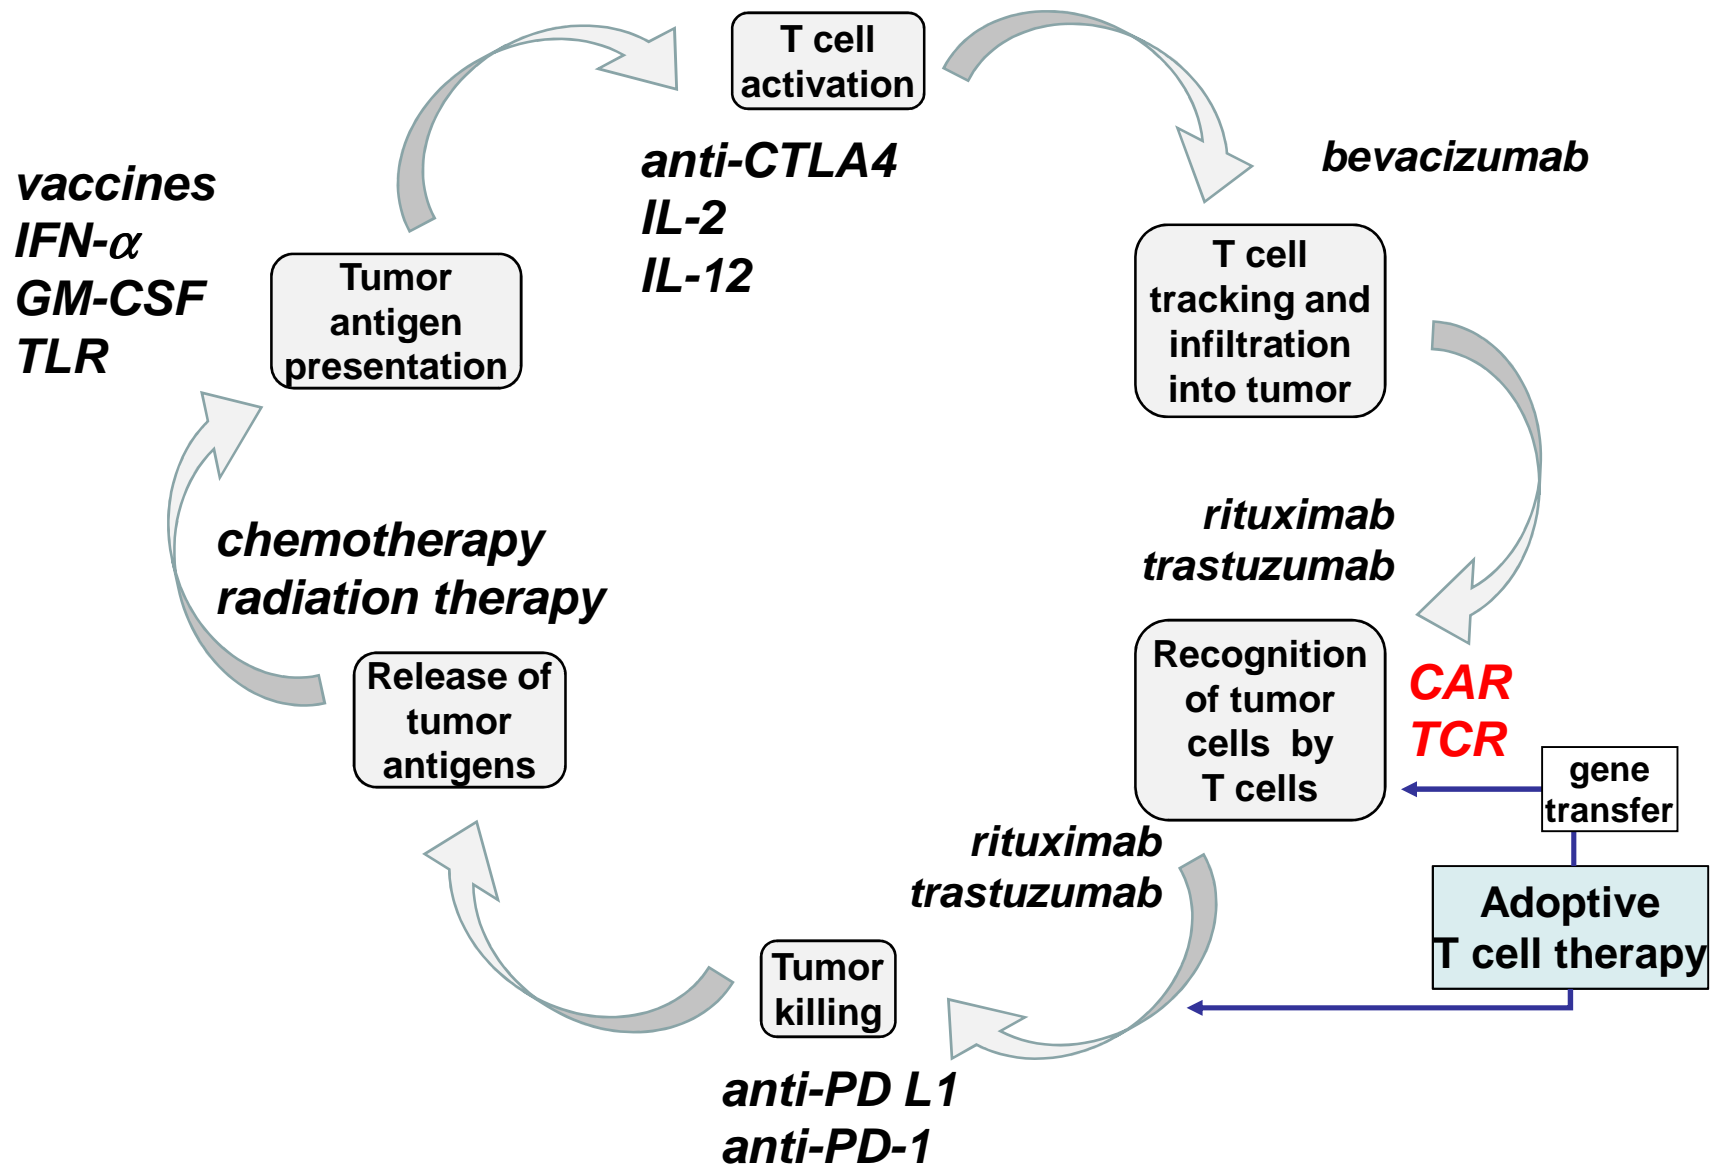 T cell
activation
anti-CTLA4
IL-2
IL-12
bevacizumab
vaccines
IFN-α
GM-CSF
TLR
Tumor
antigen
presentation
T cell
tracking and
infiltration
into tumor
rituximab
trastuzumab
chemotherapy
radiation therapy
Release of
tumor
antigens
Recognition
of tumor
cells by
T cells
CAR
TCR
gene
transfer
Adoptive
T cell therapy
rituximab
trastuzumab
Tumor
killing
anti-PD L1
anti-PD-1